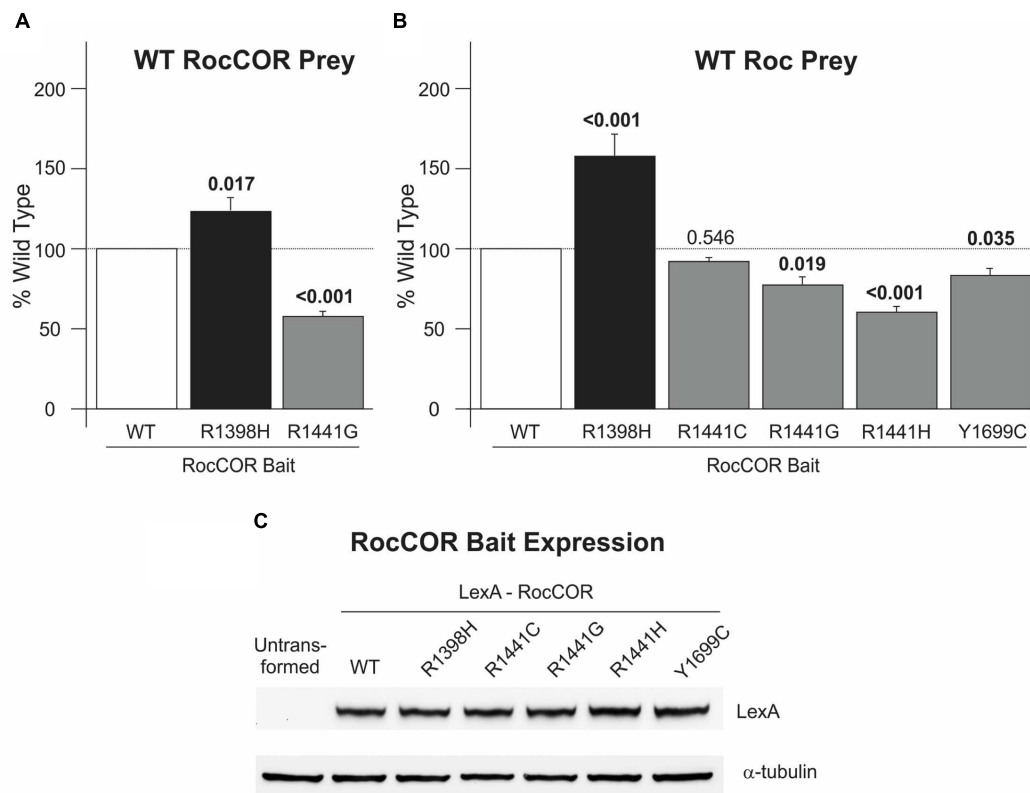 A
WT RocCOR Prey
% Wild Type
200
150
100
50
0
0.017
<0.001
WT R1398H R1441G
RocCOR Bait
B
WT Roc Prey
% Wild Type
200
150
100
50
0
<0.001
0.546
0.019
<0.001
0.035
WT R1398H R1441C R1441G R1441H Y1699C
RocCOR Bait
C
RocCOR Bait Expression
LexA - RocCOR
Untrans-
formed
WT R1398H R1441C R1441G R1441H Y1699C
LexA
α-tubulin